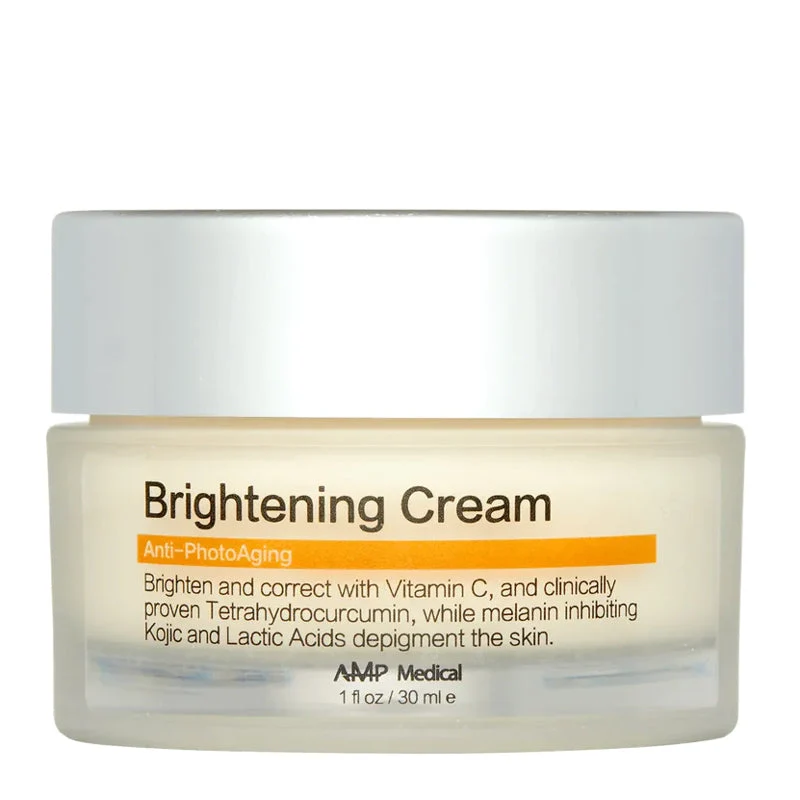 Brightening Cream
Anti-PhotoAging
Brighten and correct with Vitamin C, and clinically
proven Tetrahydrocurcumin, while melanin inhibiting
Kojic and Lactic Acids depigment the skin.
AMP Medical
1 fl oz / 30 ml e